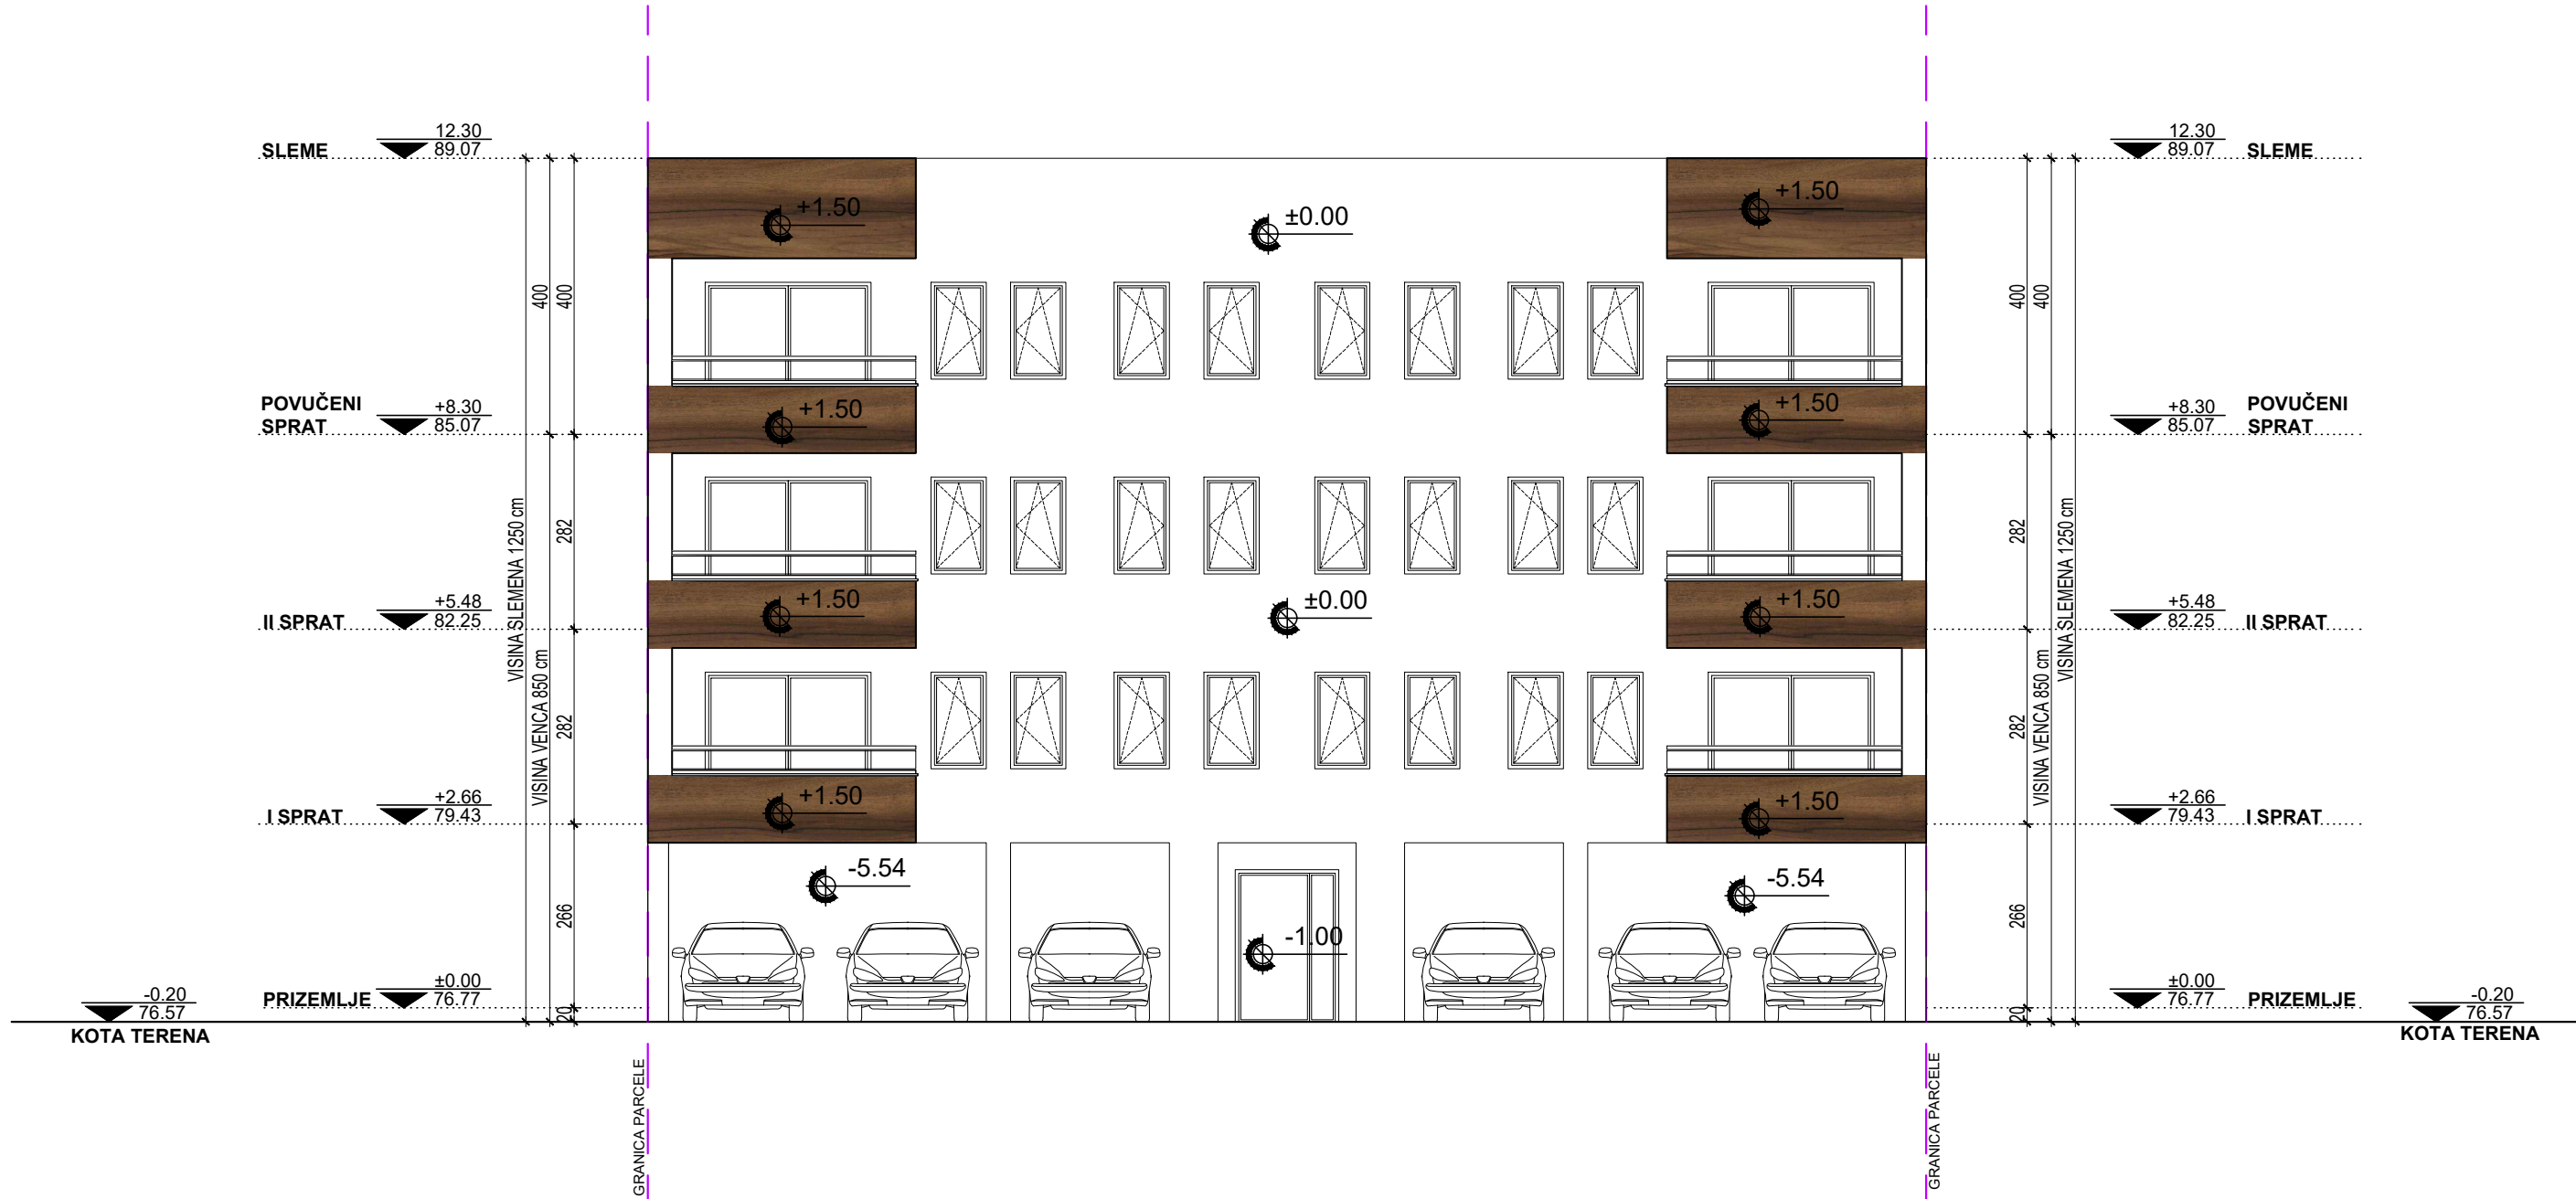 12.30
SLEME
89.07
12.30
89.07
SLEME
+1.50
±0.00
+1.50
400
400
400
400
POVUČENI
SPRAT
+8.30
85.07
+1.50
+1.50
+8.30
85.07
POVUČENI
SPRAT
VISINA SLEMENA 1250 cm
282
282
VISINA SLEMENA 1250 cm
II SPRAT
+5.48
82.25
+1.50
±0.00
+1.50
+5.48
82.25
II SPRAT
VISINA VENCA 850 cm
282
282
VISINA VENCA 850 cm
I SPRAT
+2.66
79.43
+1.50
+1.50
+2.66
79.43
I SPRAT
266
-5.54
-1.00
-5.54
266
-0.20
76.57
KOTA TERENA
PRIZEMLJE
±0.00
76.77
20
20
±0.00
76.77
PRIZEMLJE
-0.20
76.57
KOTA TERENA
GRANICA PARCELE
GRANICA PARCELE